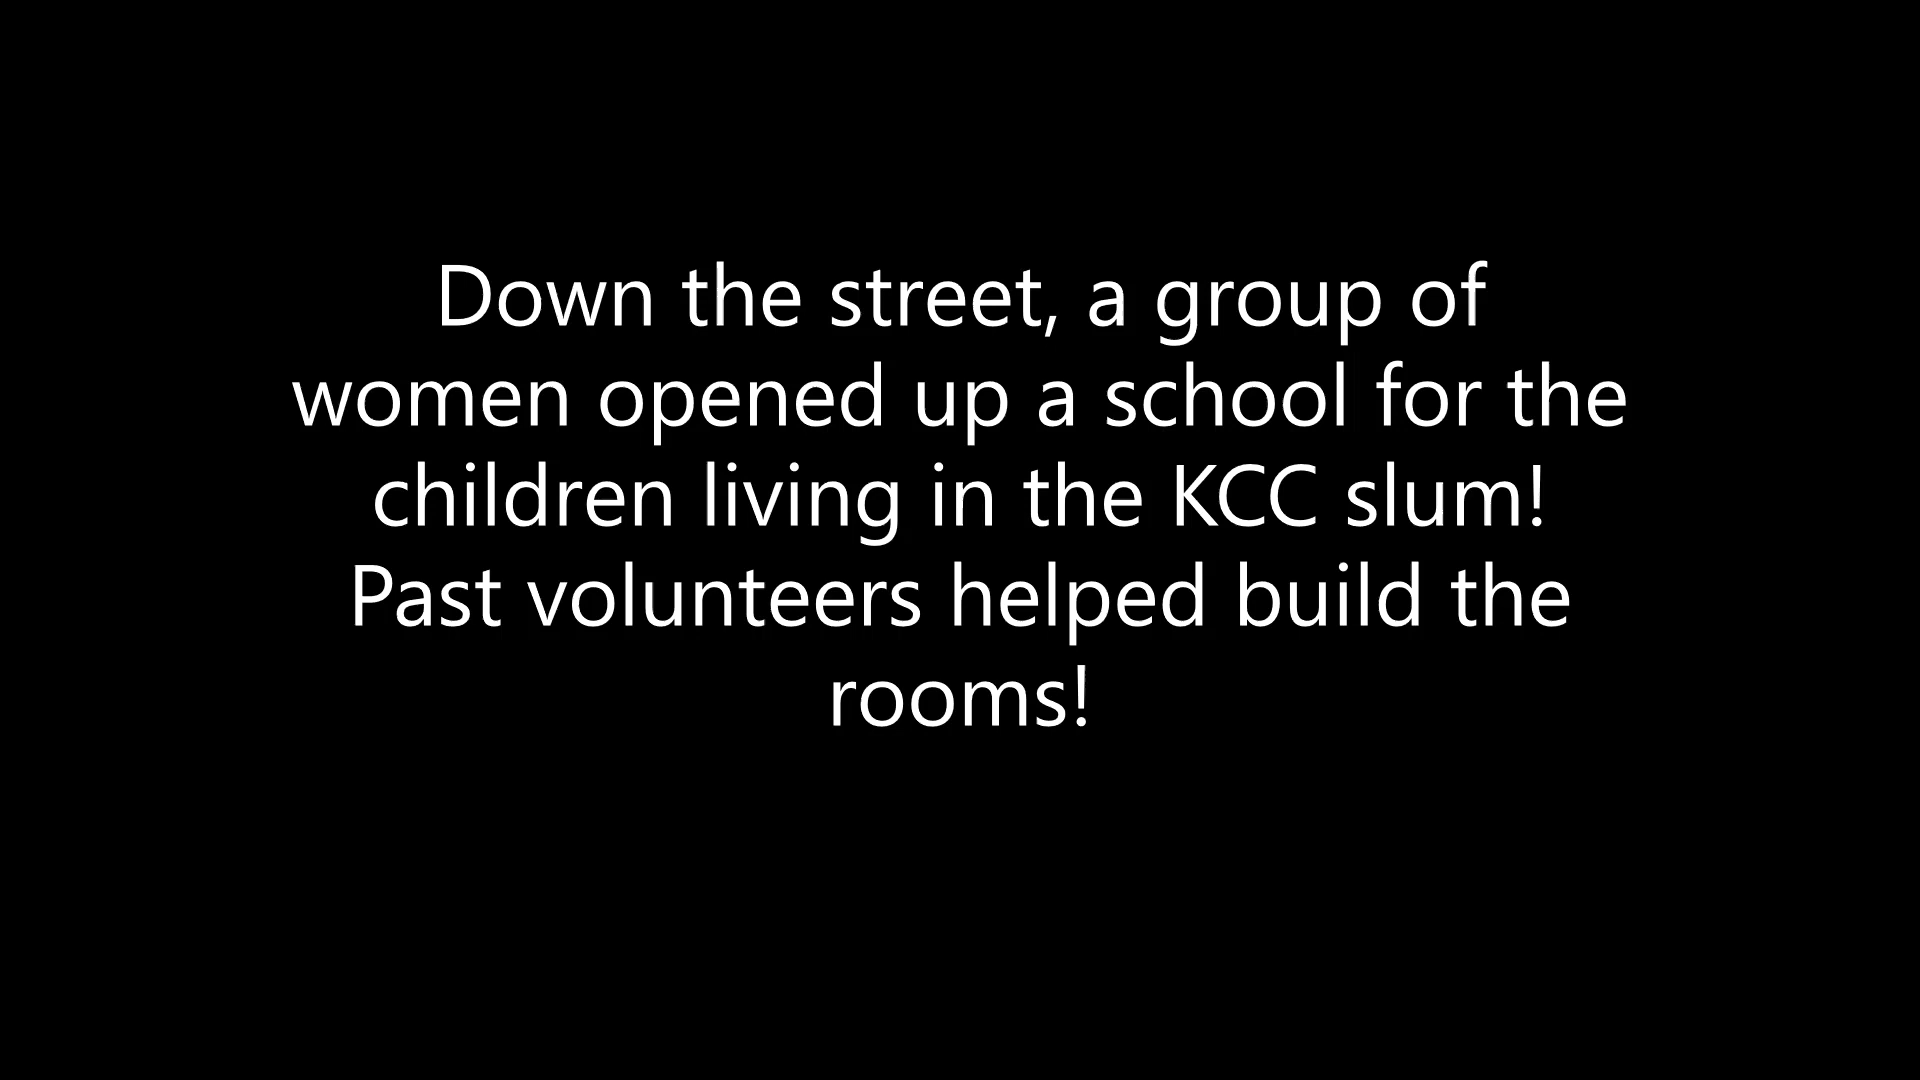 Down the street, a group of
women opened up a school for the
children living in the KCC slum!
Past volunteers helped build the
rooms!